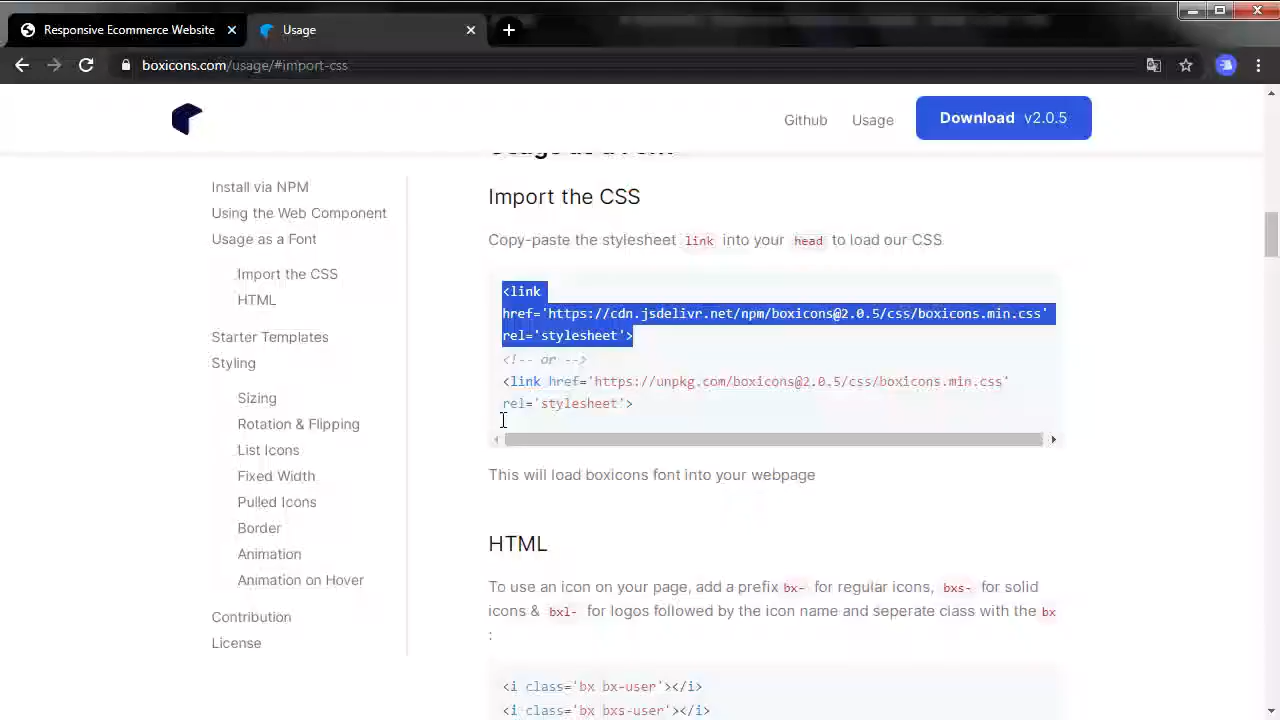 Responsive Ecommerce Website
Usage
boxicons.com/usage/#import-css
Github
Usage
Download v2.0.5
Usage as a Font
Install via NPM
Using the Web Component
Usage as a Font
Import the CSS
HTML
Starter Templates
Styling
Sizing
Rotation & Flipping
List Icons
Fixed Width
Pulled Icons
Border
Animation
Animation on Hover
Contribution
License
Import the CSS
Copy-paste the stylesheet link into your head to load our CSS
<link
href='https://cdn.jsdelivr.net/npm/boxicons@2.0.5/css/boxicons.min.css'
rel='stylesheet'>
<!-- or -->
<link href='https://unpkg.com/boxicons@2.0.5/css/boxicons.min.css'
rel='stylesheet'>
This will load boxicons font into your webpage
HTML
To use an icon on your page, add a prefix bx- for regular icons, bxs- for solid
icons & bxl- for logos followed by the icon name and seperate class with the bx
:
<i class='bx bx-user'></i>
<i class='bx bxs-user'></i>